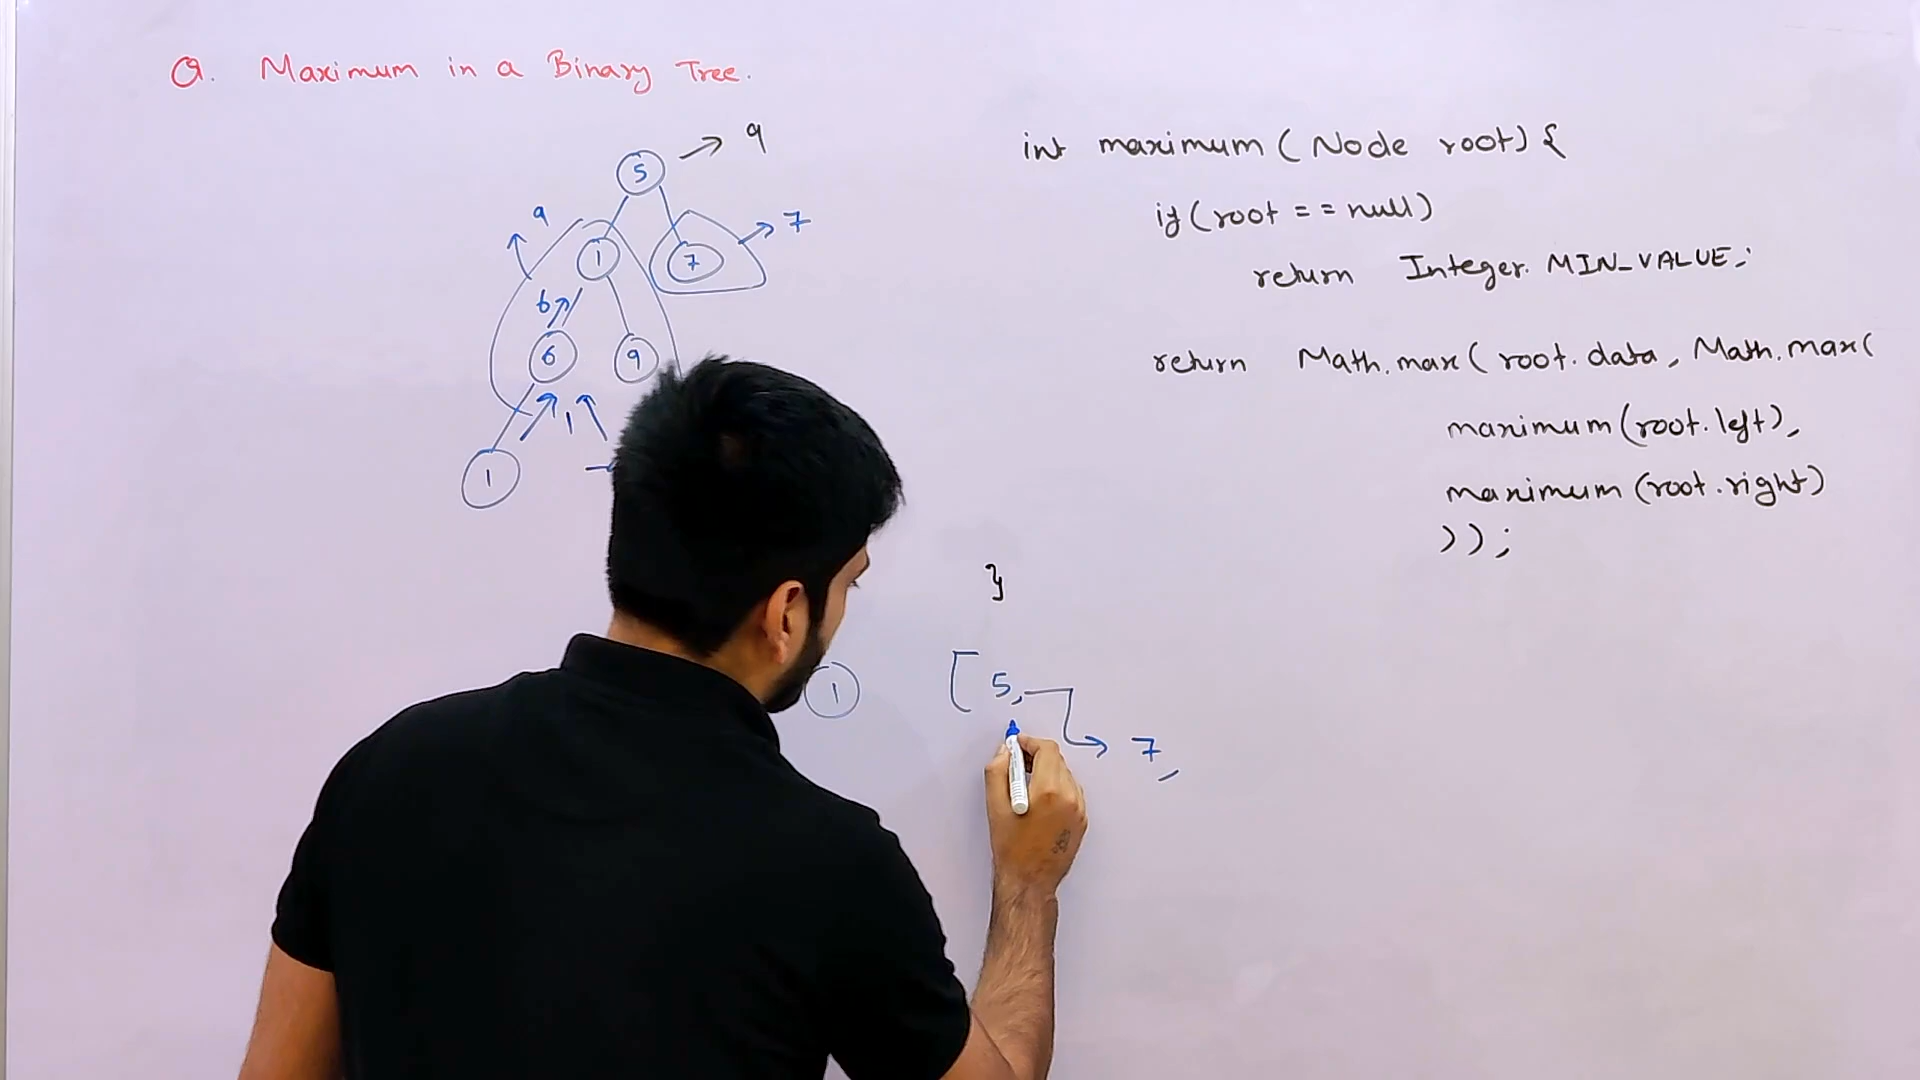 Q. Maximum in a Binary Tree.
5 → 9
9
1
7 → 7
6
6
9
1
1
int maximum (Node root) {
if (root == null)
return Integer. MIN_VALUE;
return Math.max ( root.data, Math.max (
maximum (root.left),
maximum (root.right)
));
}
1
[ 5,
7,